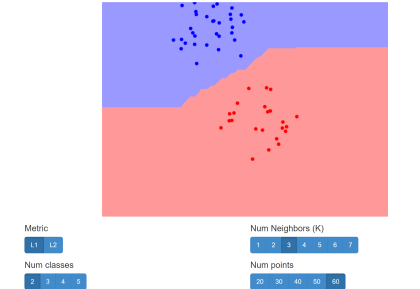 Metric
L1 L2
Num Neighbors (K)
1 2 3 4 5 6 7
Num classes
2 3 4 5
Num points
20 30 40 50 60